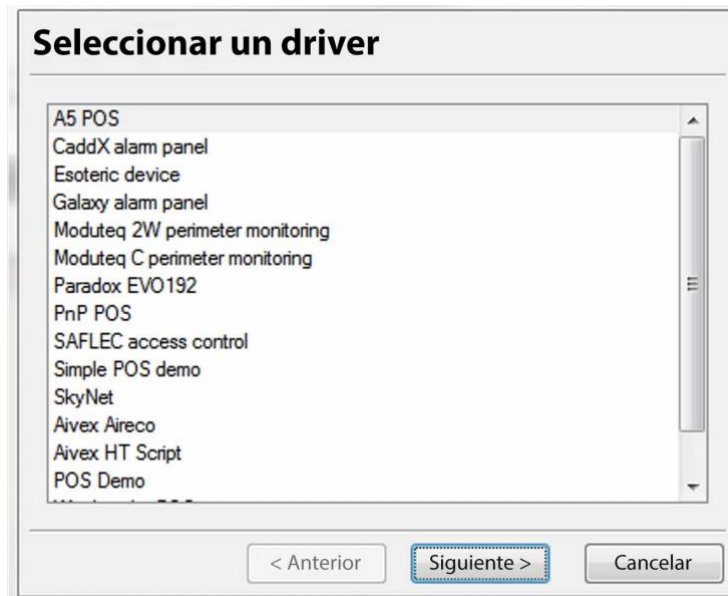 Seleccionar un driver
A5 POS
CaddX alarm panel
Esoteric device
Galaxy alarm panel
Moduteq 2W perimeter monitoring
Moduteq C perimeter monitoring
Paradox EVO192
PnP POS
SAFLEC access control
Simple POS demo
SkyNet
Aivex Aireco
Aivex HT Script
POS Demo
< Anterior
Siguiente >
Cancelar